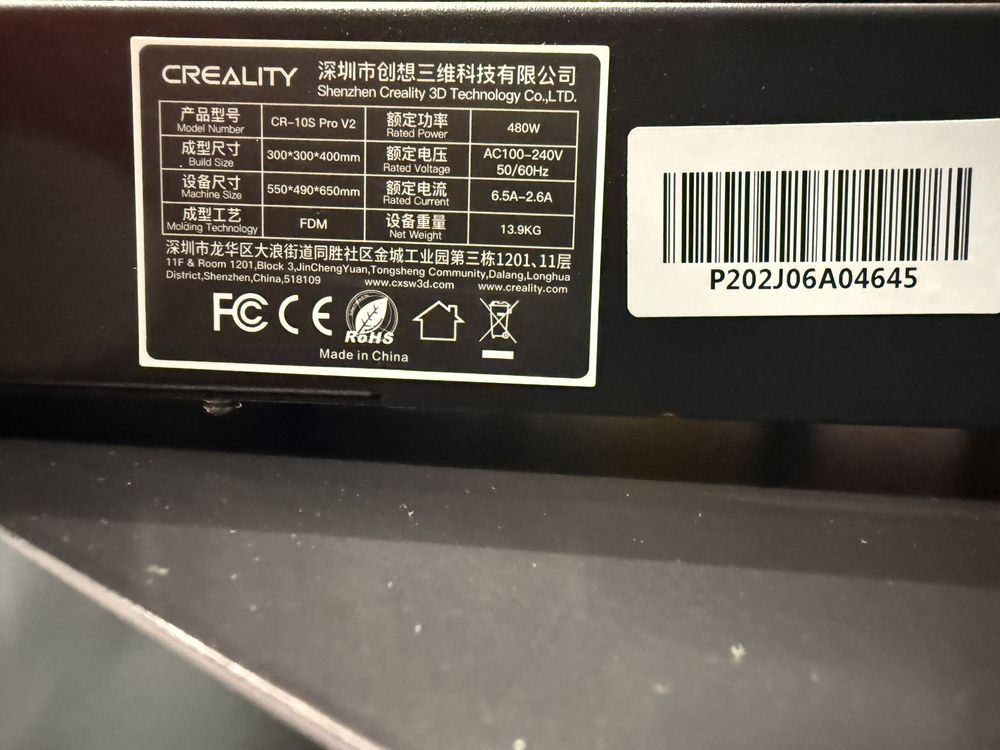 CREALITY 深圳市创想三维科技有限公司
Shenzhen Creality 3D Technology Co.,LTD.
产品型号 CR-10S Pro V2 额定功率 480W
Model Number Rated Power
成型尺寸 300*300*400mm 额定电压 AC100-240V
Build Size Rated Voltage 50/60Hz
设备尺寸 550*490*650mm 额定电流 6.5A-2.6A
Machine Size Rated Current
成型工艺 FDM 设备重量 13.9KG
Molding Technology Net Weight
深圳市龙华区大浪街道同胜社区金城工业园第三栋1201、11层
11F & Room 1201,Block 3,JinChengYuan,Tongsheng Community,Dalang,Longhua
District,Shenzhen,China,518109 www.cxsw3d.com www.creality.com
FC CE RoHS
Made in China
P202J06A04645